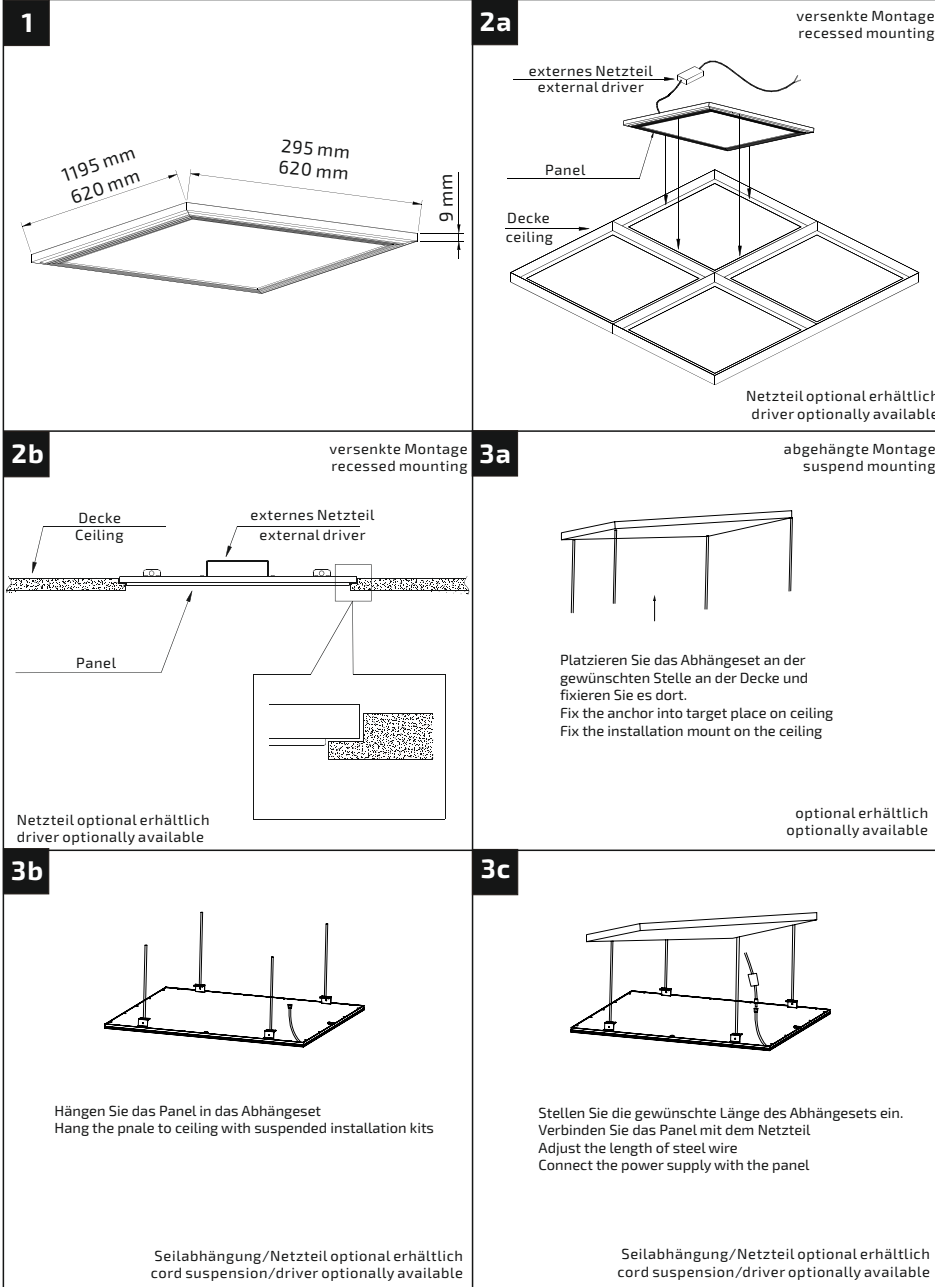 1
1195 mm
620 mm
295 mm
620 mm
9 mm
2a
versenkte Montage
recessed mounting
externes Netzteil
external driver
Panel
Decke
ceiling
Netzteil optional erhältlich
driver optionally available
2b
versenkte Montage
recessed mounting
Decke
Ceiling
externes Netzteil
external driver
Panel
Netzteil optional erhältlich
driver optionally available
3a
abgehängte Montage
suspend mounting
Platzieren Sie das Abhängeset an der
gewünschten Stelle an der Decke und
fixieren Sie es dort.
Fix the anchor into target place on ceiling
Fix the installation mount on the ceiling
optional erhältlich
optionally available
3b
Hängen Sie das Panel in das Abhängeset
Hang the pnale to ceiling with suspended installation kits
Seilabhängung/Netzteil optional erhältlich
cord suspension/driver optionally available
3c
Stellen Sie die gewünschte Länge des Abhängesets ein.
Verbinden Sie das Panel mit dem Netzteil
Adjust the length of steel wire
Connect the power supply with the panel
Seilabhängung/Netzteil optional erhältlich
cord suspension/driver optionally available